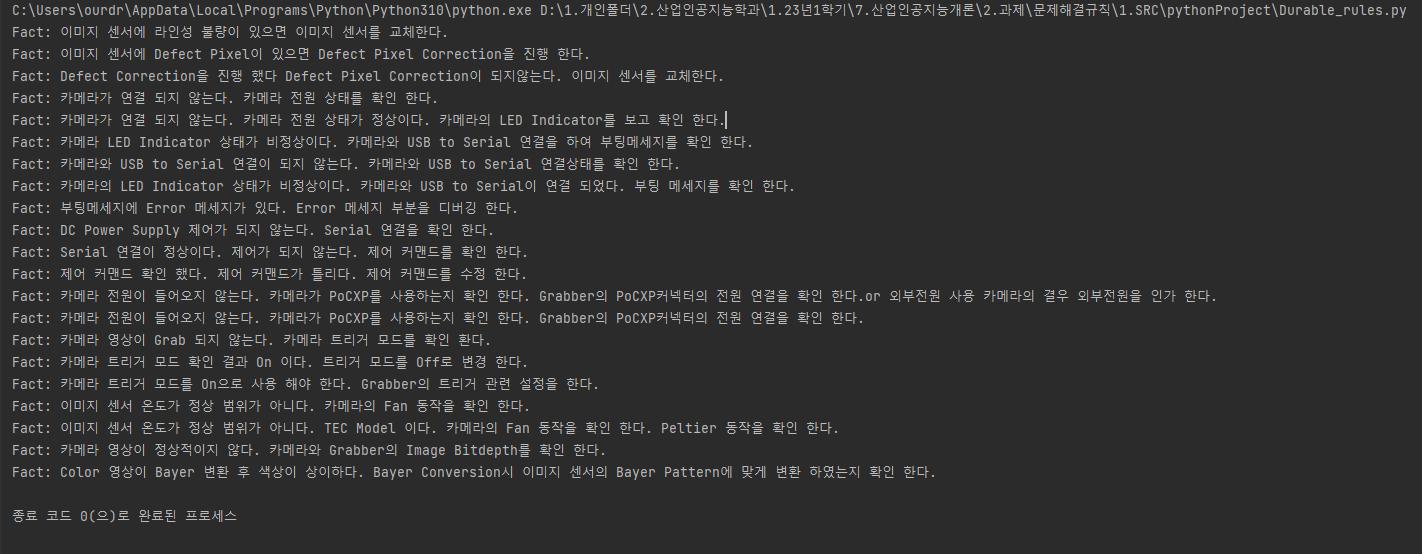 C:\Users\ourdr\AppData\Local\Programs\Python\Python310\python.exe D:\1.개인폴더\2.산업인공지능학과\1.23년1학기\7.산업인공지능개론\2.과제\문제해결규칙\1.SRC\pythonProject\Durable_rules.py
Fact: 이미지 센서에 라인성 불량이 있으면 이미지 센서를 교체한다.
Fact: 이미지 센서에 Defect Pixel이 있으면 Defect Pixel Correction을 진행 한다.
Fact: Defect Correction을 진행 했다 Defect Pixel Correction이 되지않는다. 이미지 센서를 교체한다.
Fact: 카메라가 연결 되지 않는다. 카메라 전원 상태를 확인 한다.
Fact: 카메라가 연결 되지 않는다. 카메라 전원 상태가 정상이다. 카메라의 LED Indicator를 보고 확인 한다.
Fact: 카메라 LED Indicator 상태가 비정상이다. 카메라와 USB to Serial 연결을 하여 부팅메세지를 확인 한다.
Fact: 카메라와 USB to Serial 연결이 되지 않는다. 카메라와 USB to Serial 연결상태를 확인 한다.
Fact: 카메라의 LED Indicator 상태가 비정상이다. 카메라와 USB to Serial이 연결 되었다. 부팅 메세지를 확인 한다.
Fact: 부팅메세지에 Error 메세지가 있다. Error 메세지 부분을 디버깅 한다.
Fact: DC Power Supply 제어가 되지 않는다. Serial 연결을 확인 한다.
Fact: Serial 연결이 정상이다. 제어가 되지 않는다. 제어 커맨드를 확인 한다.
Fact: 제어 커맨드 확인 했다. 제어 커맨드가 틀리다. 제어 커맨드를 수정 한다.
Fact: 카메라 전원이 들어오지 않는다. 카메라가 PoCXP를 사용하는지 확인 한다. Grabber의 PoCXP커넥터의 전원 연결을 확인 한다.or 외부전원 사용 카메라의 결우 외부전원을 인가 한다.
Fact: 카메라 전원이 들어오지 않는다. 카메라가 PoCXP를 사용하는지 확인 한다. Grabber의 PoCXP커넥터의 전원 연결을 확인 한다.
Fact: 카메라 영상이 Grab 되지 않는다. 카메라 트리거 모드를 확인 환다.
Fact: 카메라 트리거 모드 확인 결과 On 이다. 트리거 모드를 Off로 변경 한다.
Fact: 카메라 트리거 모드를 On으로 사용 해야 한다. Grabber의 트리거 관련 설정을 한다.
Fact: 이미지 센서 온도가 정상 범위가 아니다. 카메라의 Fan 동작을 확인 한다.
Fact: 이미지 센서 온도가 정상 범위가 아니다. TEC Model 이다. 카메라의 Fan 동작을 확인 한다. Peltier 동작을 확인 한다.
Fact: 카메라 영상이 정상적이지 않다. 카메라와 Grabber의 Image Bitdepth를 확인 한다.
Fact: Color 영상이 Bayer 변환 후 색상이 상이하다. Bayer Conversion시 이미지 센서의 Bayer Pattern에 맞게 변환 하였는지 확인 한다.
종료 코드 0(으)로 완료된 프로세스